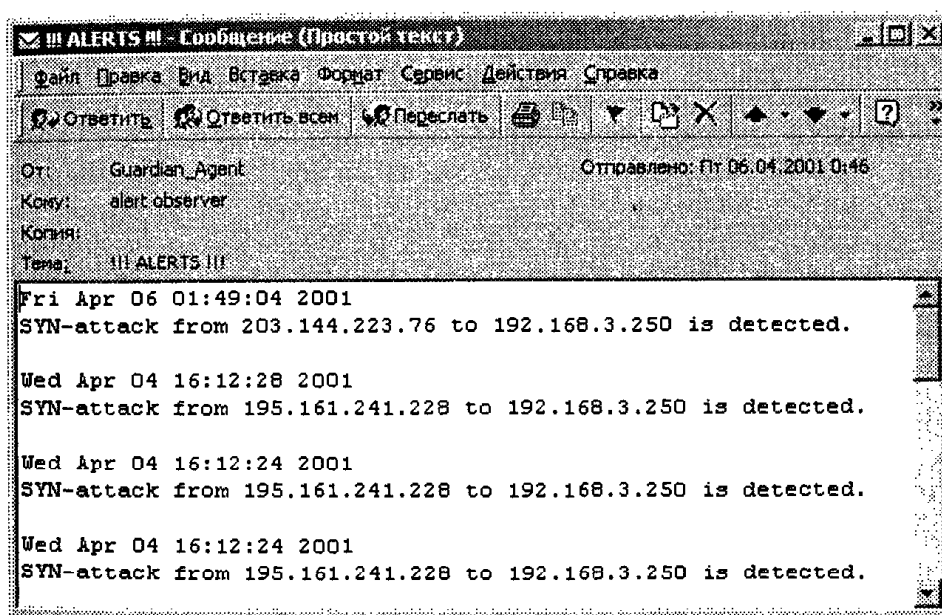 !!! ALERTS !!! - Сообщение (Простой текст)
Файл Правка Вид Вставка Формат Сервис Действия Справка
Ответить Ответить всем Переслать
От: Guardian_Agent Отправлено: Пт 06.04.2001 0:46
Кому: alert observer
Копия:
Тема: !!! ALERTS !!!
Fri Apr 06 01:49:04 2001
SYN-attack from 203.144.223.76 to 192.168.3.250 is detected.
Wed Apr 04 16:12:28 2001
SYN-attack from 195.161.241.228 to 192.168.3.250 is detected.
Wed Apr 04 16:12:24 2001
SYN-attack from 195.161.241.228 to 192.168.3.250 is detected.
Wed Apr 04 16:12:24 2001
SYN-attack from 195.161.241.228 to 192.168.3.250 is detected.